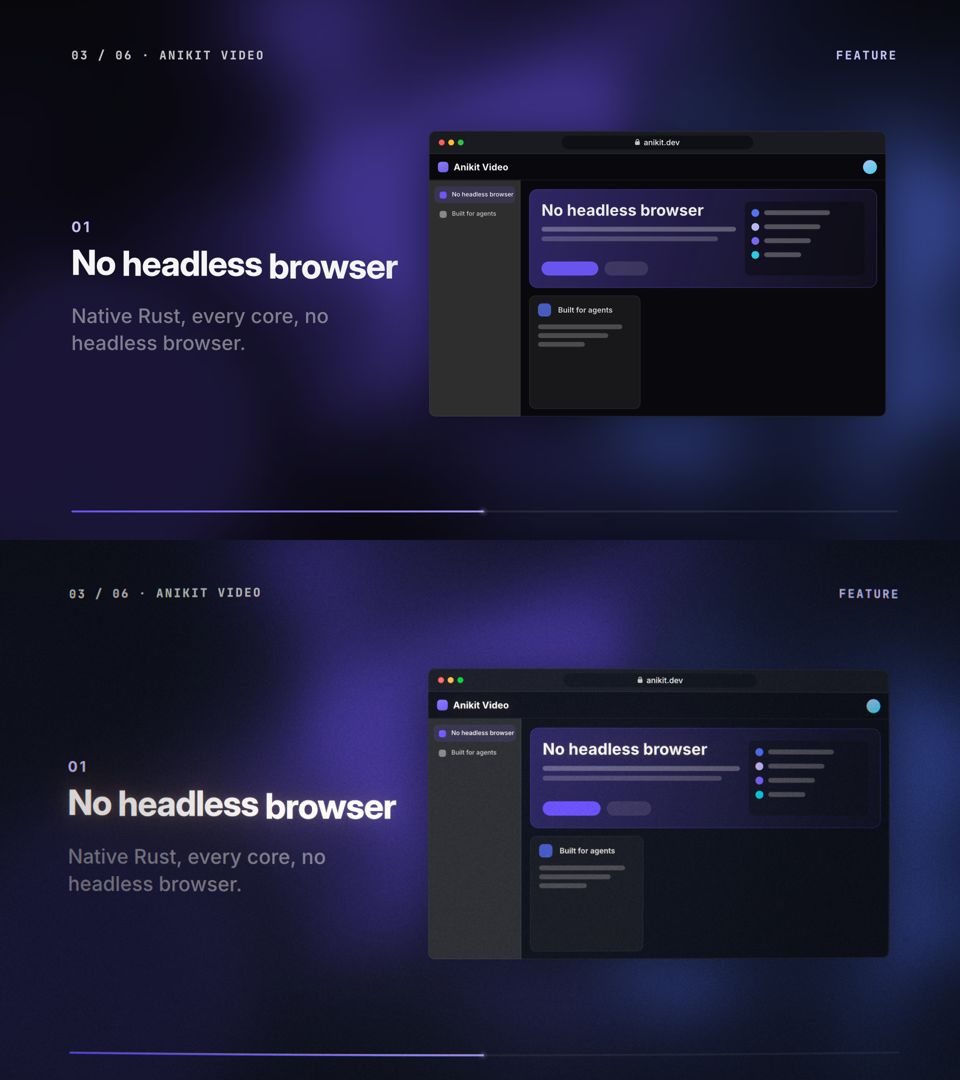 03 / 06 · ANIKIT VIDEO
FEATURE
01
No headless browser
Native Rust, every core, no
headless browser.
anikit.dev
Anikit Video
No headless browser
Built for agents
No headless browser
Built for agents
03 / 06 · ANIKIT VIDEO
FEATURE
01
No headless browser
Native Rust, every core, no
headless browser.
anikit.dev
Anikit Video
No headless browser
Built for agents
No headless browser
Built for agents